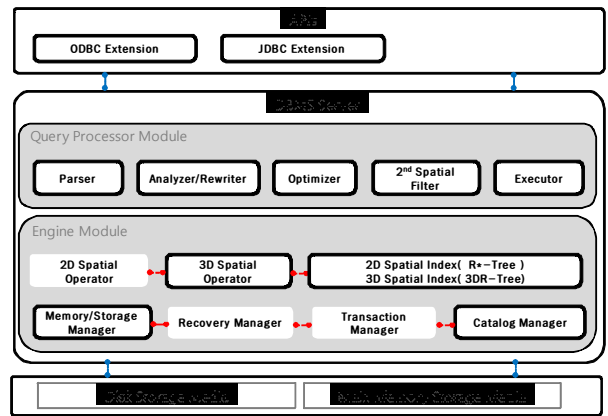 APIs
ODBC Extension
JDBC Extension
DBMS Server
Query Processor Module
Parser
Analyzer/Rewriter
Optimizer
2nd Spatial
Filter
Executor
Engine Module
2D Spatial
Operator
3D Spatial
Operator
2D Spatial Index( R*-Tree )
3D Spatial Index( 3DR-Tree)
Memory/Storage
Manager
Recovery Manager
Transaction
Manager
Catalog Manager
Disk Storage Media
Main Memory Storage Media